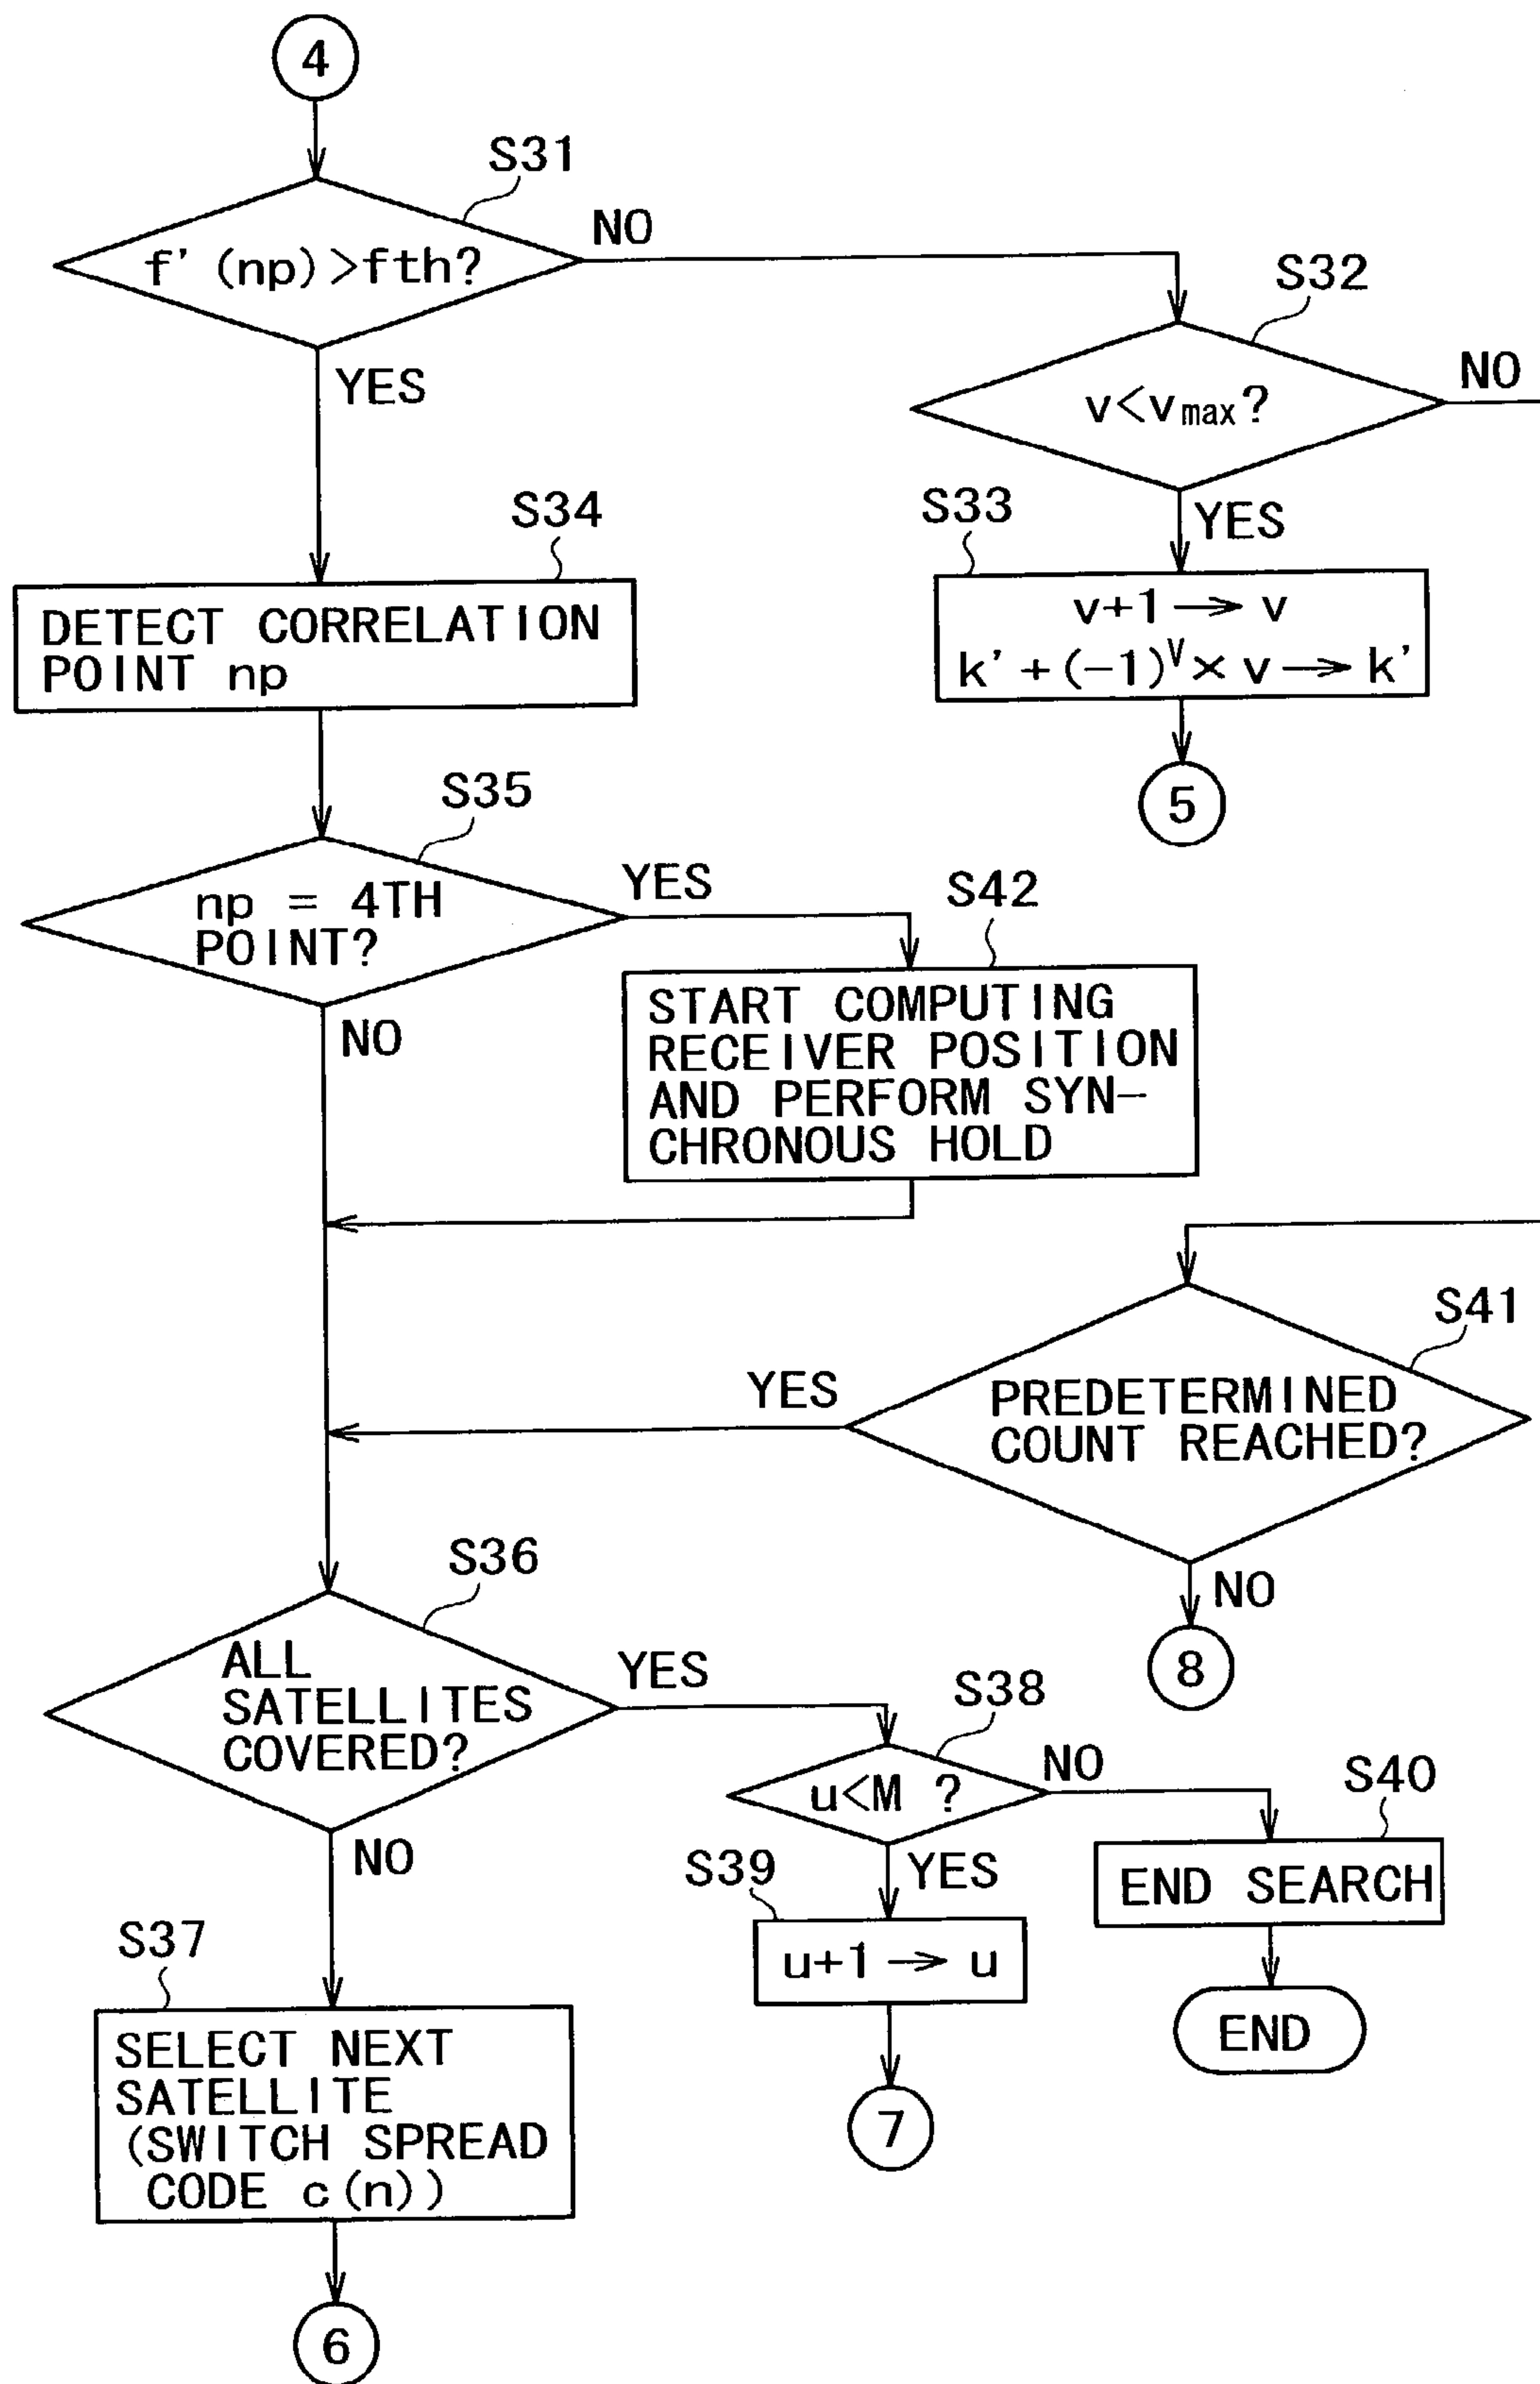 4
S31
f' (np) >fth?
NO
YES
S32
v<vmax?
NO
YES
S33
v+1 → v
k' + (-1)^V × v → k'
5
S34
DETECT CORRELATION
POINT np
S35
np = 4TH
POINT?
YES
NO
S42
START COMPUTING
RECEIVER POSITION
AND PERFORM SYN-
CHRONOUS HOLD
S41
PREDETERMINED
COUNT REACHED?
YES
NO
8
S36
ALL
SATELLITES
COVERED?
YES
NO
S38
u<M ?
NO
YES
S40
END SEARCH
END
S39
u+1 → u
7
S37
SELECT NEXT
SATELLITE
(SWITCH SPREAD
CODE c (n) )
6